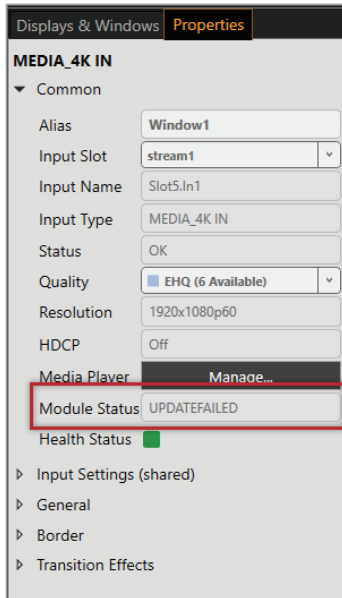 Displays & Windows Properties
MEDIA_4K IN
Common
Alias Window1
Input Slot stream1
Input Name Slot5.In1
Input Type MEDIA_4K IN
Status OK
Quality EHQ (6 Available)
Resolution 1920x1080p60
HDCP Off
Media Player Manage...
Module Status UPDATEFAILED
Health Status
Input Settings (shared)
General
Border
Transition Effects